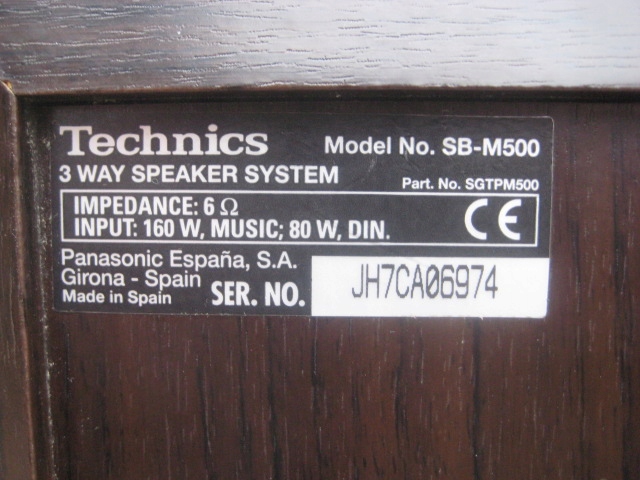 Technics Model No. SB-M500
3 WAY SPEAKER SYSTEM Part. No. SGTPM500
IMPEDANCE: 6 Ω
INPUT: 160 W, MUSIC; 80 W, DIN.
CE
Panasonic España, S.A.
Girona - Spain
Made in Spain SER. NO. JH7CA06974